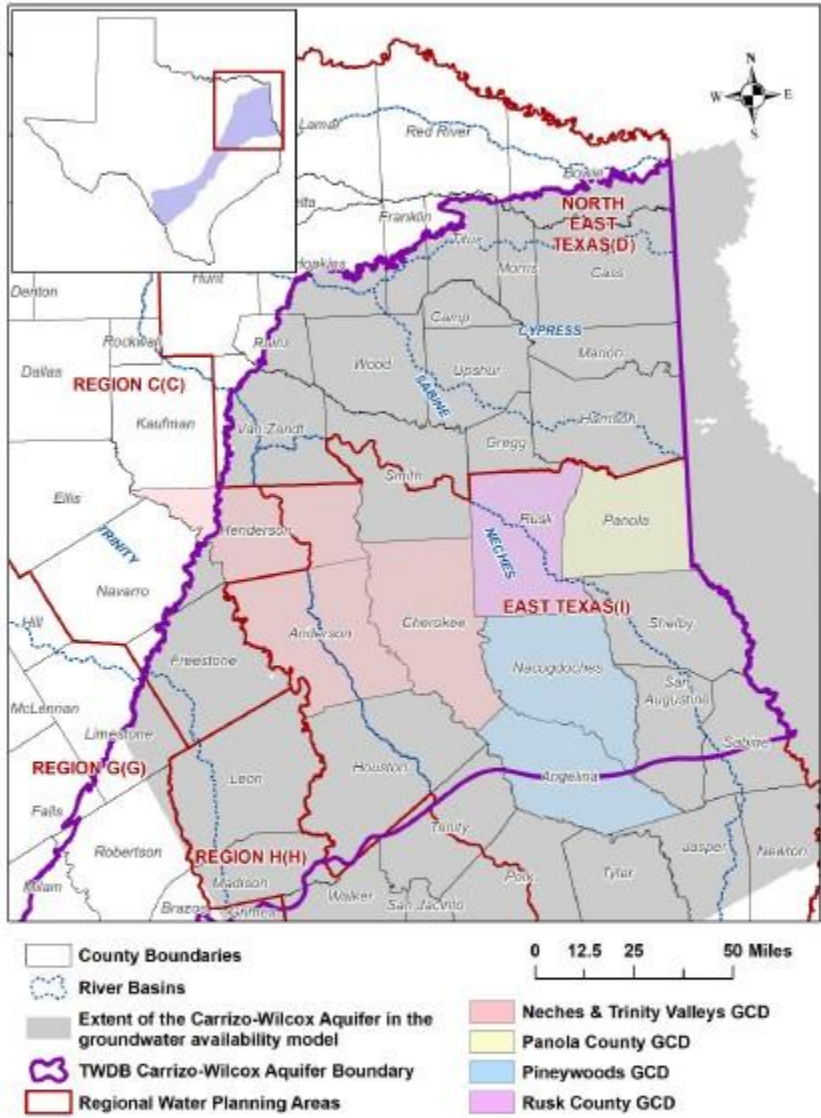 N
W E
S
Lamar
Red River
Bowie
NORTH
EAST
TEXAS(D)
Franklin
Titus
Morris
Cass
Hopkins
Hunt
Denton
Camp
CYPRESS
Rockwall
Rains
Marion
Dallas
Wood
Upshur
SABINE
REGION C(C)
Kaufman
Van Zandt
Harrison
Gregg
Smith
Ellis
Rusk
Panola
Henderson
TRINITY
NECHES
Navarro
EAST TEXAS(I)
Hill
Anderson
Cherokee
Shelby
Freestone
Nacogdoches
San
Augustine
McLennan
Limestone
Sabine
REGION G(G)
Leon
Houston
Angelina
Falls
Trinity
Robertson
REGION H(H)
Jasper
Newton
Madison
Polk
Tyler
Milam
Walker
Brazos
Grimes
San Jacinto
County Boundaries
River Basins
Extent of the Carrizo-Wilcox Aquifer in the
groundwater availability model
TWDB Carrizo-Wilcox Aquifer Boundary
Regional Water Planning Areas
0 12.5 25 50 Miles
Neches & Trinity Valleys GCD
Panola County GCD
Pineywoods GCD
Rusk County GCD